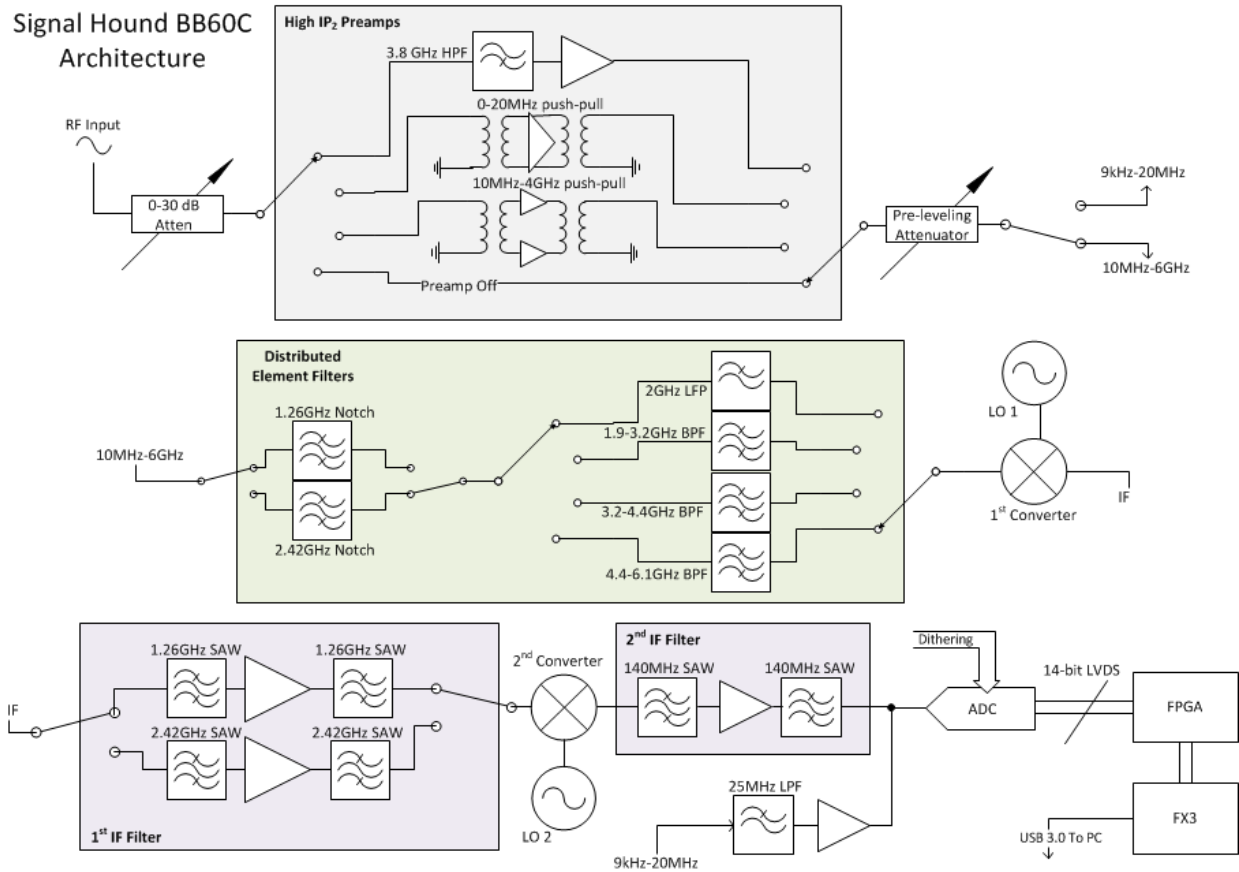 Signal Hound BB60C
Architecture
High IP2 Preamps
3.8 GHz HPF
0-20MHz push-pull
RF Input
0-30 dB
Atten
10MHz-4GHz push-pull
Preamp Off
Pre-leveling
Attenuator
9kHz-20MHz
10MHz-6GHz
Distributed
Element Filters
1.26GHz Notch
2.42GHz Notch
10MHz-6GHz
2GHz LFP
1.9-3.2GHz BPF
3.2-4.4GHz BPF
4.4-6.1GHz BPF
LO 1
1st Converter
IF
IF
1.26GHz SAW
1.26GHz SAW
2.42GHz SAW
2.42GHz SAW
1st IF Filter
2nd Converter
LO 2
2nd IF Filter
140MHz SAW
140MHz SAW
25MHz LPF
9kHz-20MHz
Dithering
ADC
14-bit LVDS
FPGA
FX3
USB 3.0 To PC